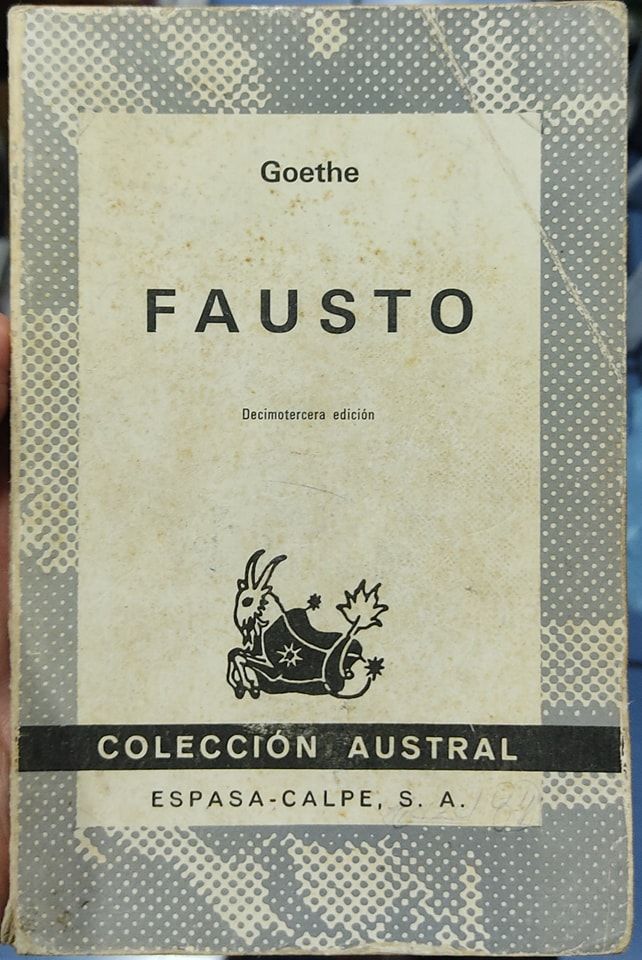 Goethe
FAUSTO
Decimotercera edición
COLECCIÓN AUSTRAL
ESPASA-CALPE, S. A.